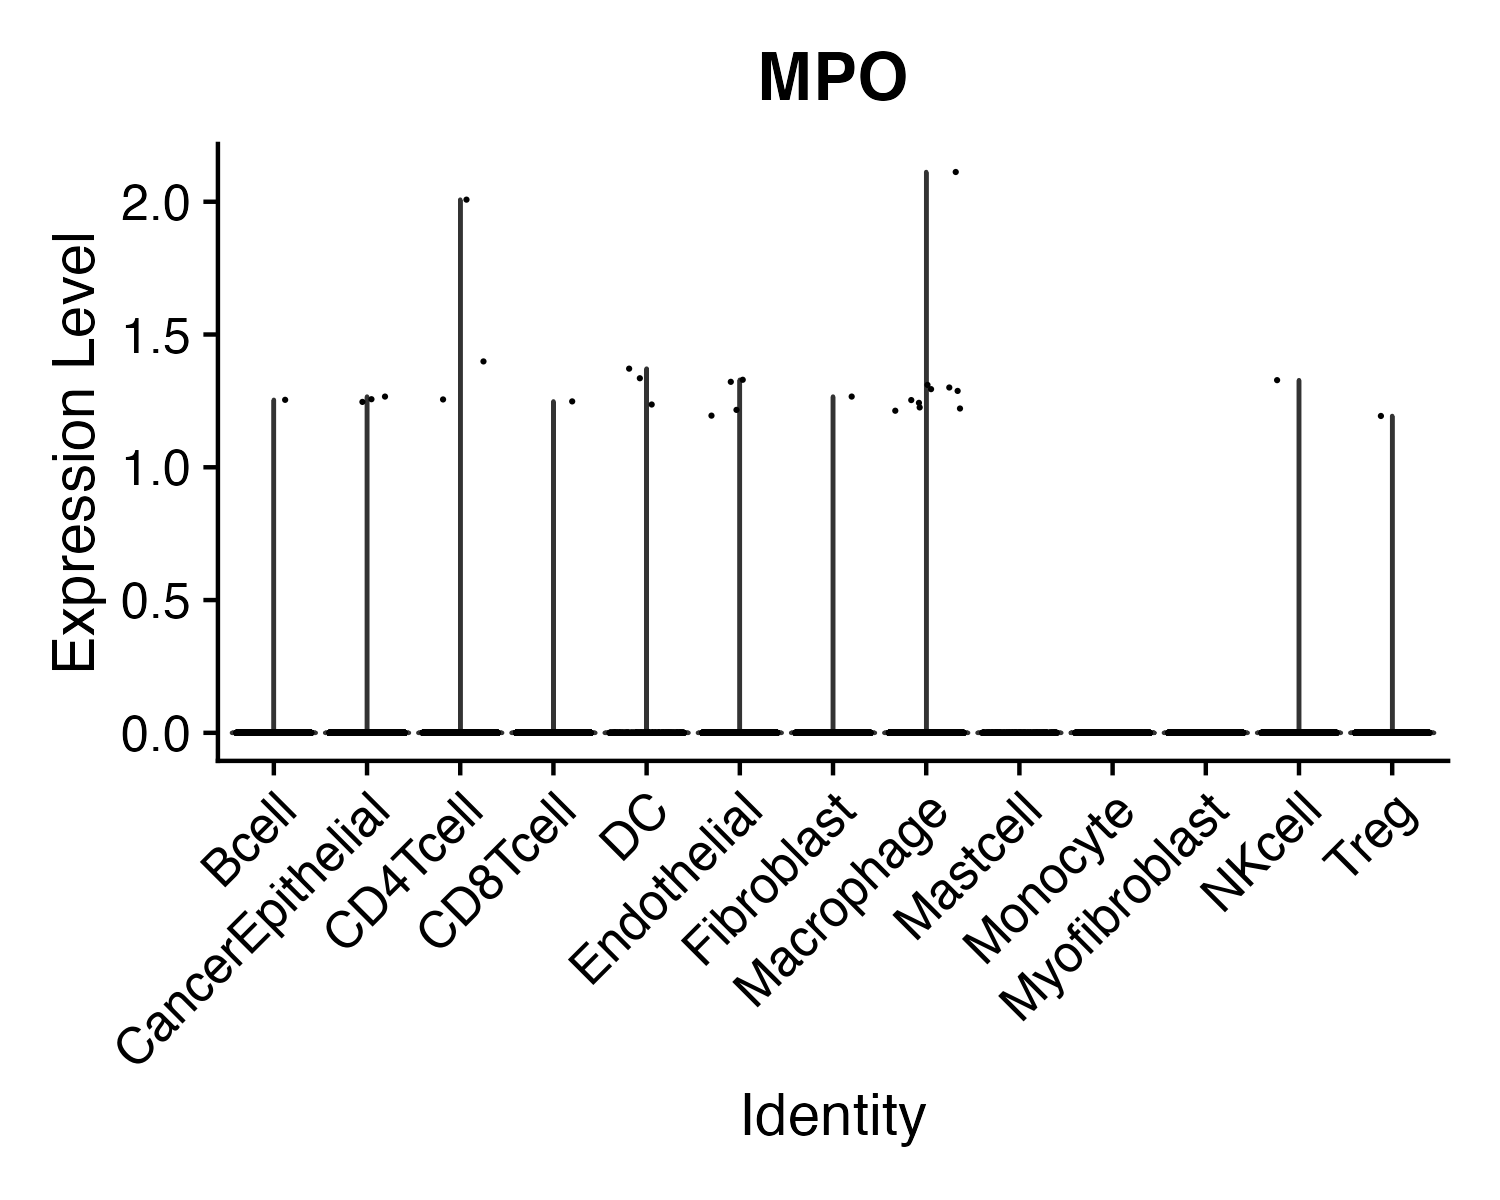 MPO
Expression Level
2.0
1.5
1.0
0.5
0.0
Bcell
CancerEpithelial
CD4Tcell
CD8Tcell
DC
Endothelial
Fibroblast
Macrophage
Mastcell
Monocyte
Myofibroblast
NKcell
Treg
Identity